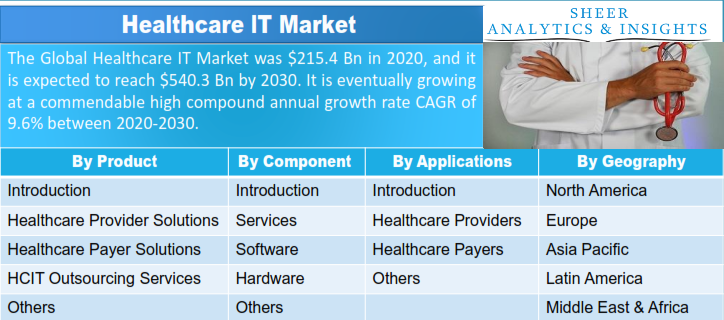 Healthcare IT Market
SHEER
ANALYTICS & INSIGHTS
The Global Healthcare IT Market was $215.4 Bn in 2020, and it
is expected to reach $540.3 Bn by 2030. It is eventually growing
at a commendable high compound annual growth rate CAGR of
9.6% between 2020-2030.
By Product By Component By Applications By Geography
Introduction Introduction Introduction North America
Healthcare Provider Solutions Services Healthcare Providers Europe
Healthcare Payer Solutions Software Healthcare Payers Asia Pacific
HCIT Outsourcing Services Hardware Others Latin America
Others Others Middle East & Africa